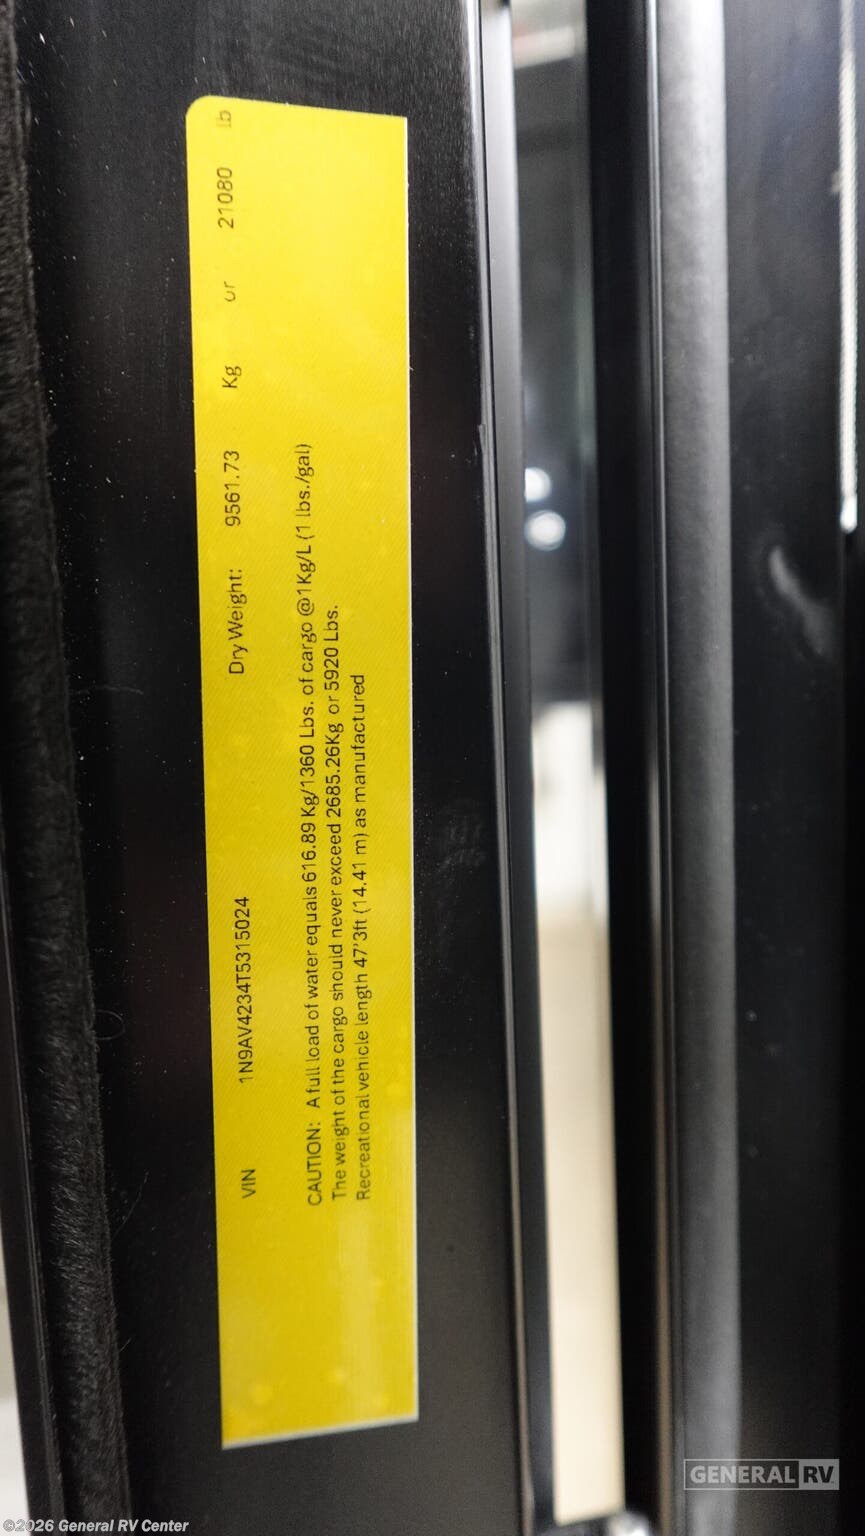 VIN 1N9AV4234T5315024 Dry Weight: 9561.73 Kg or 21080 lb
CAUTION: A full load of water equals 616.89 Kg/1360 Lbs. of cargo @1Kg/L (1 lbs./gal)
The weight of the cargo should never exceed 2685.26Kg or 5920 Lbs.
Recreational vehicle length 47'3ft (14.41 m) as manufactured
GENERAL RV
©2026 General RV Center